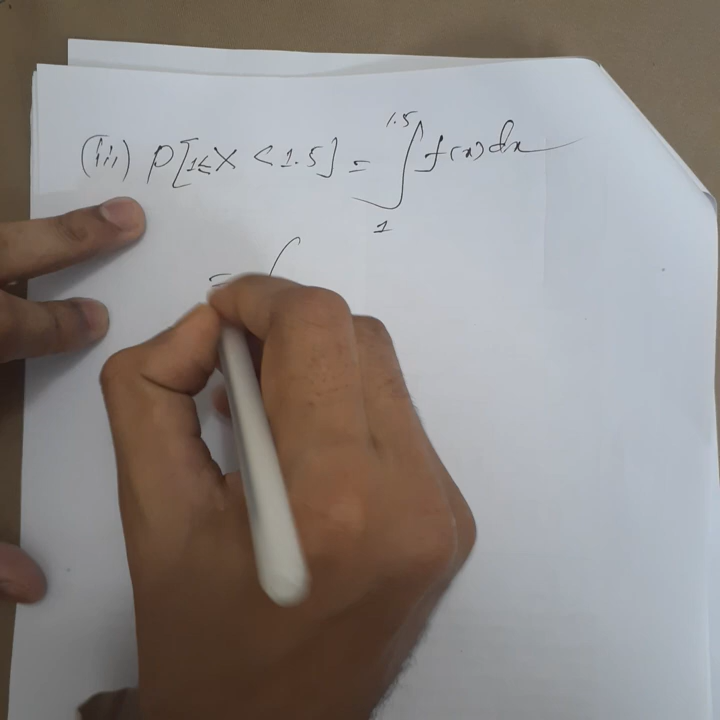 (iii) P[1≤X<1.5] = ∫₁^1.5 f(x)dx
= ∫